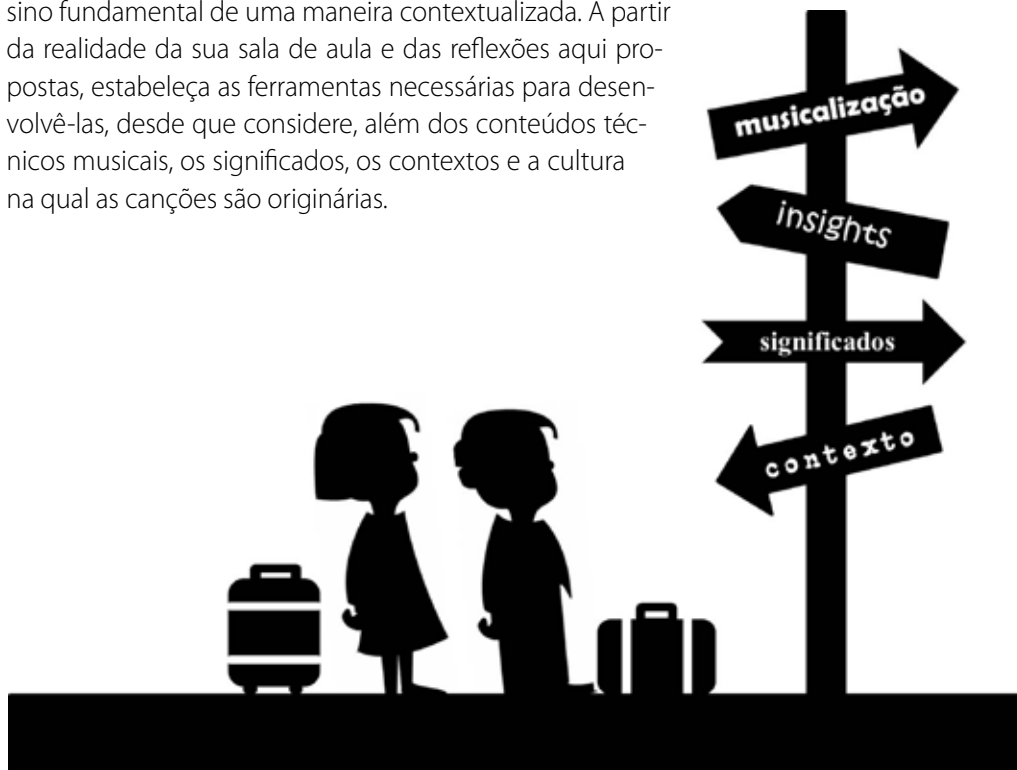 sino fundamental de uma maneira contextualizada. A partir
da realidade da sua sala de aula e das reflexões aqui pro-
postas, estabeleça as ferramentas necessárias para desen-
volvê-las, desde que considere, além dos conteúdos téc-
nicos musicais, os significados, os contextos e a cultura
na qual as canções são originárias.
musicalização
insights
significados
contexto